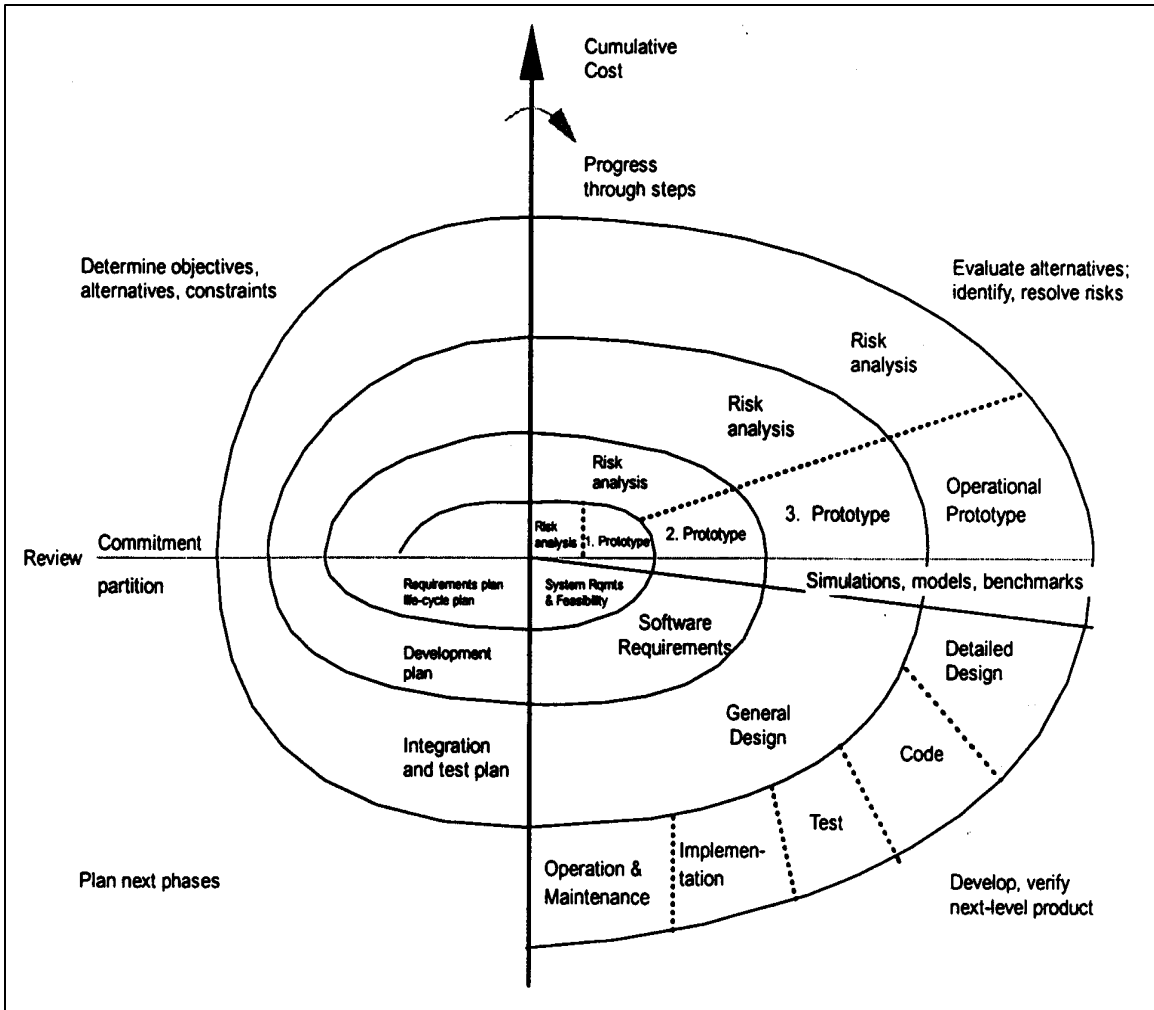 Cumulative
Cost
Progress
through steps
Determine objectives,
alternatives, constraints
Evaluate alternatives;
identify, resolve risks
Risk
analysis
Risk
analysis
Risk
analysis
Risk
analysis
1. Prototype
2. Prototype
3. Prototype
Operational
Prototype
Review
Commitment
partition
Simulations, models, benchmarks
Requirements plan
life-cycle plan
System Rqmts
& Feasibility
Software
Requirements
Development
plan
Detailed
Design
General
Design
Integration
and test plan
Code
Test
Implemen-
tation
Operation &
Maintenance
Plan next phases
Develop, verify
next-level product